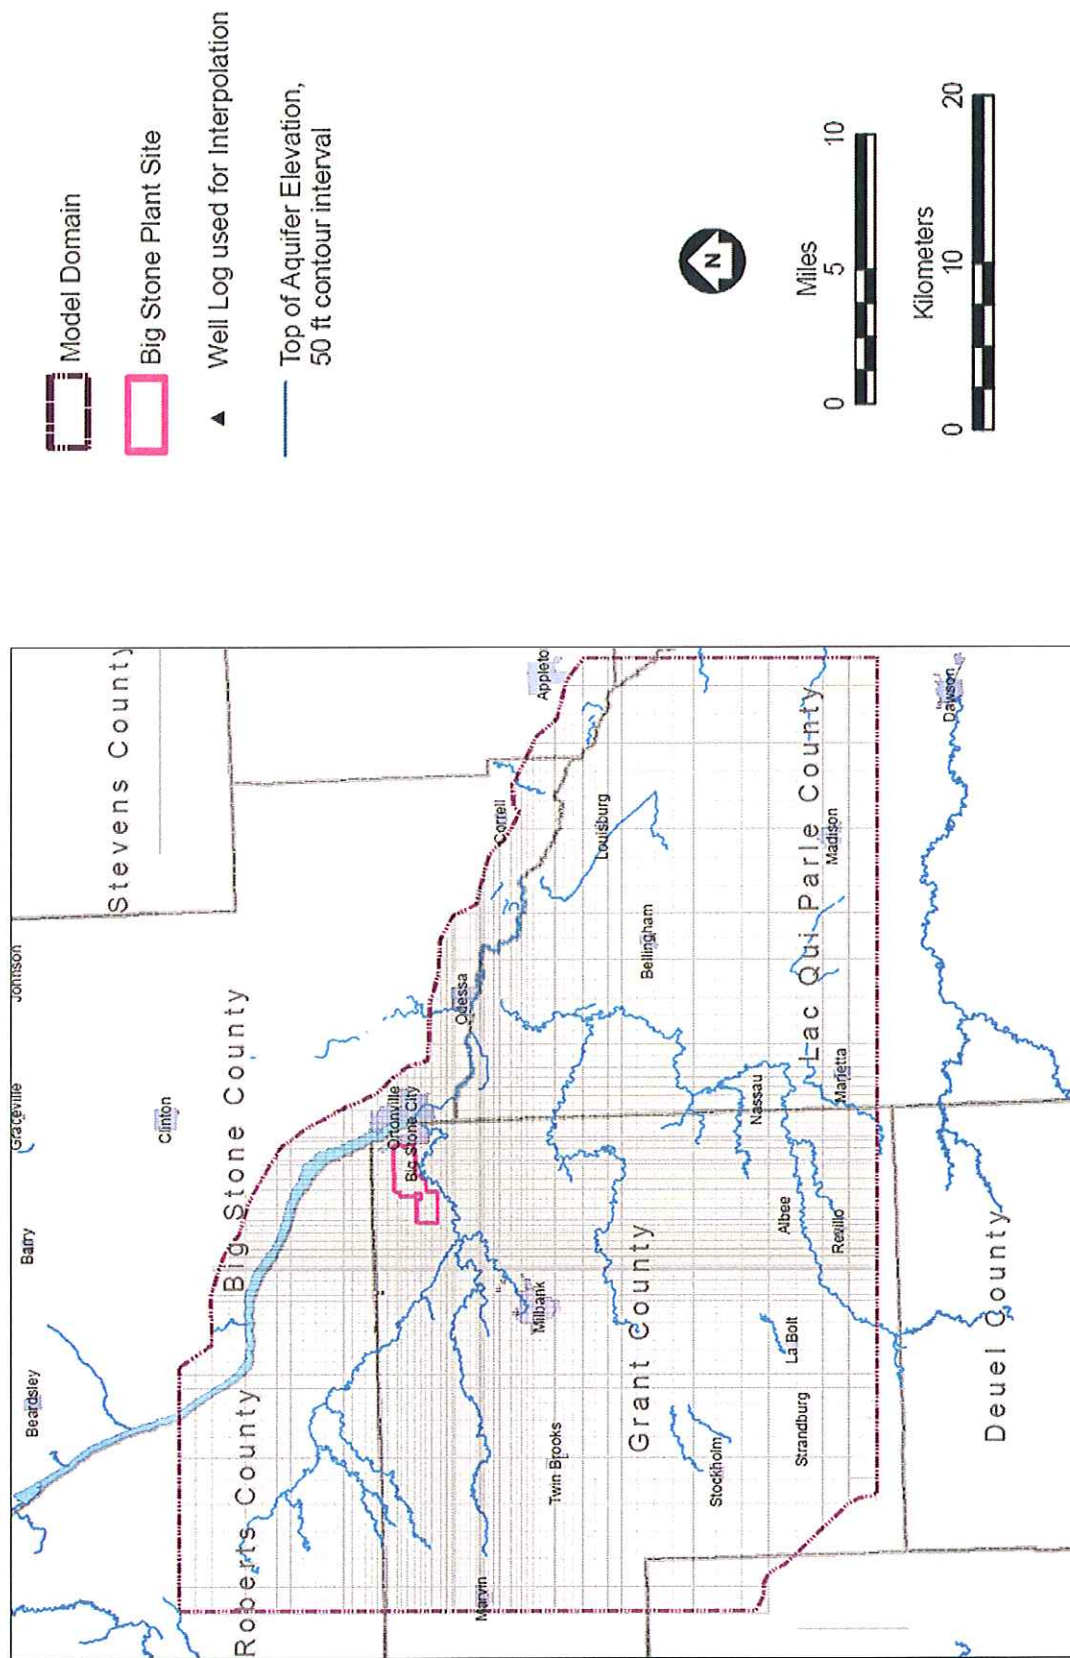 Stevens County
Johnson
Graceville
Barry
Beardsley
Clinton
Big Stone County
Roberts County
Ortonville
Big Stone City
Odessa
Correll
Appleto
Marvin
Milbank
Twin Brooks
Louisburg
Bellingham
Grant County
Stockholm
Strandburg
La Bolt
Albee
Revillo
Nassau
Marietta
Madison
Lac Qui Parle County
Dawson
Deuel County
Model Domain
Big Stone Plant Site
Well Log used for Interpolation
Top of Aquifer Elevation,
50 ft contour interval
N
Miles
0 5 10
Kilometers
0 10 20